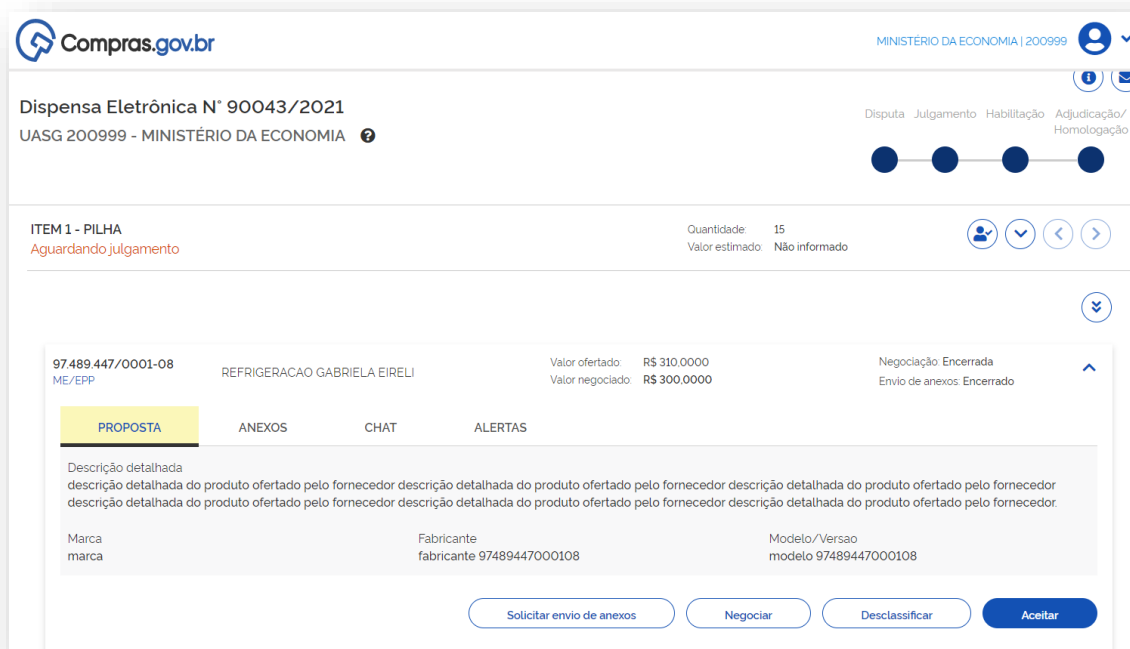 Compras.gov.br
MINISTÉRIO DA ECONOMIA | 200999
Dispensa Eletrônica N° 90043/2021
UASG 200999 - MINISTÉRIO DA ECONOMIA
Disputa Julgamento Habilitação Adjudicação/
Homologação
ITEM 1 - PILHA
Aguardando julgamento
Quantidade: 15
Valor estimado: Não informado
97.489.447/0001-08
ME/EPP
REFRIGERACAO GABRIELA EIRELI
Valor ofertado: R$ 310,0000
Valor negociado: R$ 300,0000
Negociação: Encerrada
Envio de anexos: Encerrado
PROPOSTA ANEXOS CHAT ALERTAS
Descrição detalhada
descrição detalhada do produto ofertado pelo fornecedor descrição detalhada do produto ofertado pelo fornecedor descrição detalhada do produto ofertado pelo fornecedor
descrição detalhada do produto ofertado pelo fornecedor descrição detalhada do produto ofertado pelo fornecedor descrição detalhada do produto ofertado pelo fornecedor.
Marca
marca
Fabricante
fabricante 97489447000108
Modelo/Versao
modelo 97489447000108
Solicitar envio de anexos Negociar Desclassificar Aceitar